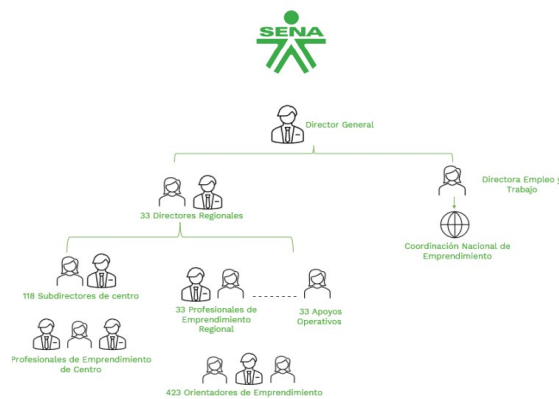 SENA
Director General
Directora Empleo y
Trabajo
33 Directores Regionales
Coordinación Nacional de
Emprendimiento
118 Subdirectores de centro
33 Profesionales de
Emprendimiento
Regional
33 Apoyos
Operativos
Profesionales de Emprendimiento
de Centro
423 Orientadores de Emprendimiento